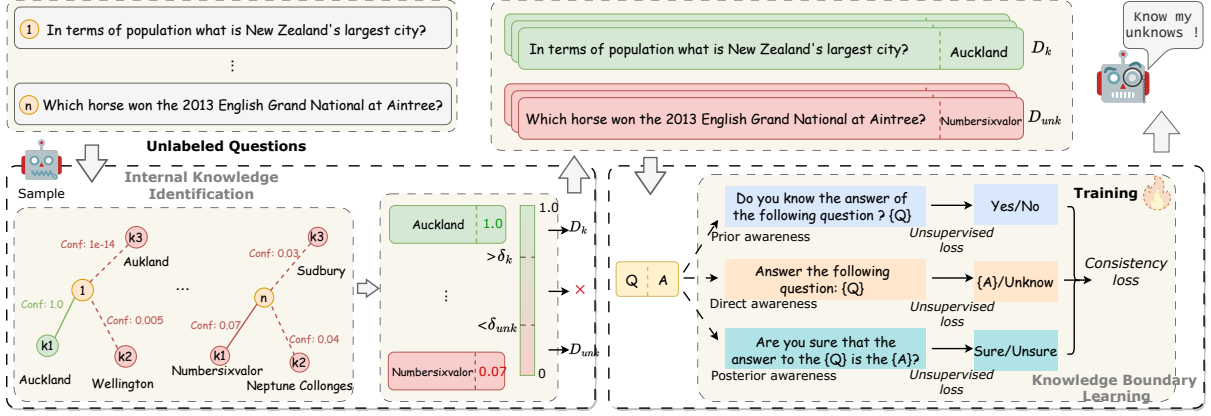 1 In terms of population what is New Zealand's largest city?
⋮
n Which horse won the 2013 English Grand National at Aintree?
Unlabeled Questions
In terms of population what is New Zealand's largest city? Auckland D_k
Which horse won the 2013 English Grand National at Aintree? Numbersixvalor D_unk
Know my
unknows !
Sample
Internal Knowledge
Identification
Conf: 1e-14
k3
Aukland
1
Conf: 1.0
Conf: 0.005
k1
k2
Auckland
Wellington
...
k3
Conf: 0.03
Sudbury
n
Conf: 0.07
Conf: 0.04
k1
k2
Numbersixvalor
Neptune Collonges
Auckland 1.0
⋮
Numbersixvalor 0.07
1.0
>δ_k
<δ_unk
0
D_k
×
D_unk
Q A
Training
Do you know the answer of
the following question ? {Q}
Prior awareness
Unsupervised
loss
Yes/No
Answer the following
question: {Q}
Direct awareness
Unsupervised
loss
{A}/Unknow
Are you sure that the
answer to the {Q} is the {A}?
Posterior awareness
Unsupervised
loss
Sure/Unsure
Consistency
loss
Knowledge Boundary
Learning